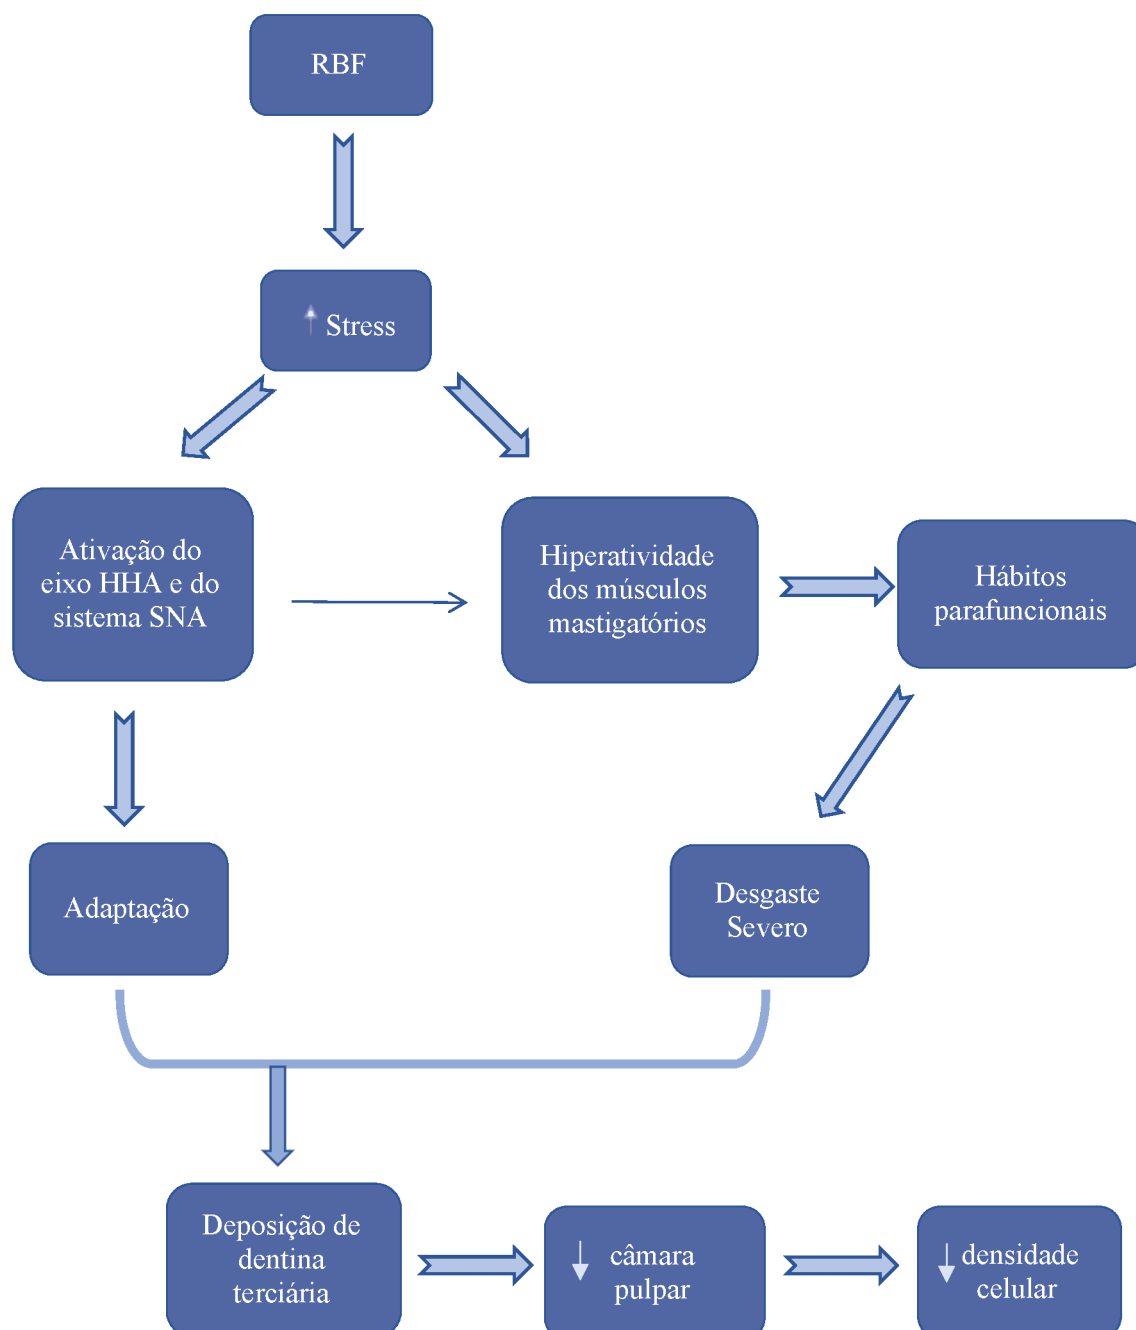 RBF
↑ Stress
Ativação do
eixo HHA e do
sistema SNA
Hiperatividade
dos músculos
mastigatórios
Hábitos
parafuncionais
Adaptação
Desgaste
Severo
Deposição de
dentina
terciária
↓ câmara
pulpar
↓ densidade
celular